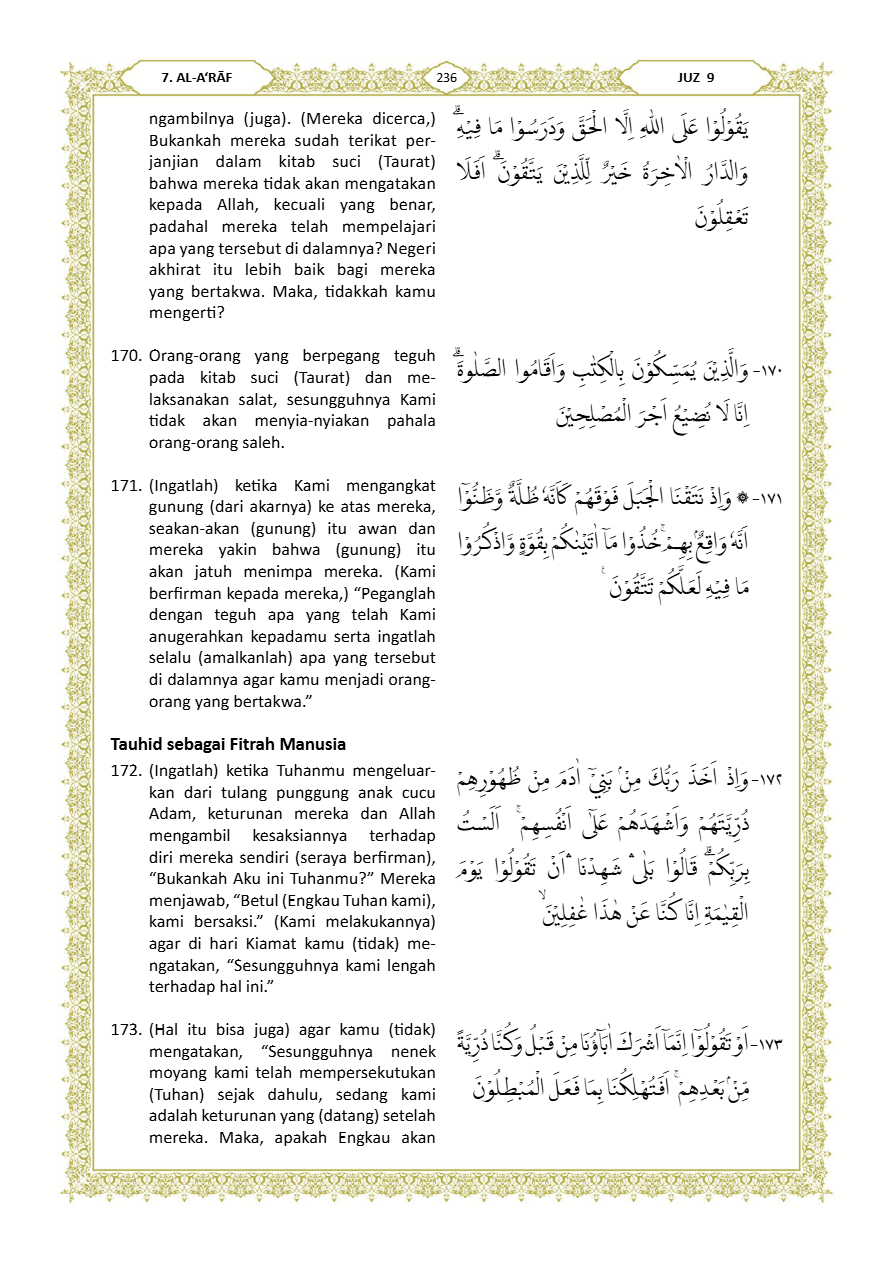 7. AL-A‘RĀF
236
JUZ 9
ngambilnya (juga). (Mereka dicerca,)
Bukankah mereka sudah terikat per-
janjian dalam kitab suci (Taurat)
bahwa mereka tidak akan mengatakan
kepada Allah, kecuali yang benar,
padahal mereka telah mempelajari
apa yang tersebut di dalamnya? Negeri
akhirat itu lebih baik bagi mereka
yang bertakwa. Maka, tidakkah kamu
mengerti?
يَقُوْلُوْا عَلَى اللّٰهِ اِلَّا الْحَقَّ وَدَرَسُوْا مَا فِيْهِۗ
وَالدَّارُ الْاٰخِرَةُ خَيْرٌ لِّلَّذِيْنَ يَتَّقُوْنَۗ اَفَلَا
تَعْقِلُوْنَ
170. Orang-orang yang berpegang teguh
pada kitab suci (Taurat) dan me-
laksanakan salat, sesungguhnya Kami
tidak akan menyia-nyiakan pahala
orang-orang saleh.
١٧٠- وَالَّذِيْنَ يُمَسِّكُوْنَ بِالْكِتٰبِ وَاَقَامُوا الصَّلٰوةَۗ
اِنَّا لَا نُضِيْعُ اَجْرَ الْمُصْلِحِيْنَ
171. (Ingatlah) ketika Kami mengangkat
gunung (dari akarnya) ke atas mereka,
seakan-akan (gunung) itu awan dan
mereka yakin bahwa (gunung) itu
akan jatuh menimpa mereka. (Kami
berfirman kepada mereka,) “Peganglah
dengan teguh apa yang telah Kami
anugerahkan kepadamu serta ingatlah
selalu (amalkanlah) apa yang tersebut
di dalamnya agar kamu menjadi orang-
orang yang bertakwa.”
١٧١- ۞ وَاِذْ نَتَقْنَا الْجَبَلَ فَوْقَهُمْ كَاَنَّهٗ ظُلَّةٌ وَّظَنُّوْٓا
اَنَّهٗ وَاقِعٌۢ بِهِمْۚ خُذُوْا مَآ اٰتَيْنٰكُمْ بِقُوَّةٍ وَّاذْكُرُوْا
مَا فِيْهِ لَعَلَّكُمْ تَتَّقُوْنَ ࣖ
Tauhid sebagai Fitrah Manusia
172. (Ingatlah) ketika Tuhanmu mengeluar-
kan dari tulang punggung anak cucu
Adam, keturunan mereka dan Allah
mengambil kesaksiannya terhadap
diri mereka sendiri (seraya berfirman),
“Bukankah Aku ini Tuhanmu?” Mereka
menjawab, “Betul (Engkau Tuhan kami),
kami bersaksi.” (Kami melakukannya)
agar di hari Kiamat kamu (tidak) me-
ngatakan, “Sesungguhnya kami lengah
terhadap hal ini.”
١٧٢- وَاِذْ اَخَذَ رَبُّكَ مِنْۢ بَنِيْٓ اٰدَمَ مِنْ ظُهُوْرِهِمْ
ذُرِّيَّتَهُمْ وَاَشْهَدَهُمْ عَلٰٓى اَنْفُسِهِمْۚ اَلَسْتُ
بِرَبِّكُمْۗ قَالُوْا بَلٰىۛ شَهِدْنَاۛ اَنْ تَقُوْلُوْا يَوْمَ
الْقِيٰمَةِ اِنَّا كُنَّا عَنْ هٰذَا غٰفِلِيْنَۙ
173. (Hal itu bisa juga) agar kamu (tidak)
mengatakan, “Sesungguhnya nenek
moyang kami telah mempersekutukan
(Tuhan) sejak dahulu, sedang kami
adalah keturunan yang (datang) setelah
mereka. Maka, apakah Engkau akan
١٧٣- اَوْ تَقُوْلُوْٓا اِنَّمَآ اَشْرَكَ اٰبَاۤؤُنَا مِنْ قَبْلُ وَكُنَّا ذُرِّيَّةً
مِّنْۢ بَعْدِهِمْۚ اَفَتُهْلِكُنَا بِمَا فَعَلَ الْمُبْطِلُوْنَ